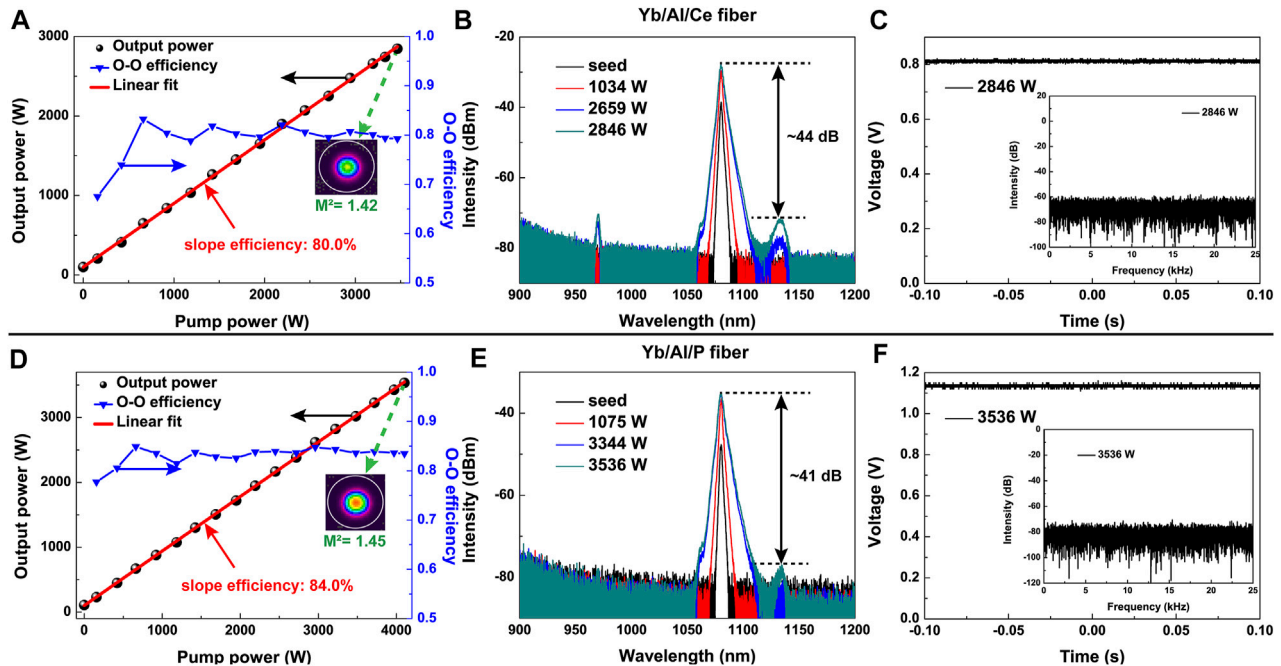 A
Output power (W)
3000
2000
1000
0
Output power
O-O efficiency
Linear fit
M²= 1.42
slope efficiency: 80.0%
0 1000 2000 3000
Pump power (W)
1.0
0.9
0.8
0.7
0.6
0.5
O-O efficiency
B
Yb/Al/Ce fiber
Intensity (dBm)
-20
-40
-60
-80
seed
1034 W
2659 W
2846 W
~44 dB
900 950 1000 1050 1100 1150 1200
Wavelength (nm)
C
Voltage (V)
0.8
0.6
0.4
0.2
0.0
2846 W
Intensity (dB)
20
0
-20
-40
-60
-80
-100
2846 W
0 5 10 15 20 25
Frequency (kHz)
-0.10 -0.05 0.00 0.05 0.10
Time (s)
D
Output power (W)
3000
2000
1000
0
Output power
O-O efficiency
Linear fit
M²= 1.45
slope efficiency: 84.0%
0 1000 2000 3000 4000
Pump power (W)
1.0
0.9
0.8
0.7
0.6
0.5
O-O efficiency
E
Yb/Al/P fiber
Intensity (dBm)
-40
-60
-80
seed
1075 W
3344 W
3536 W
~41 dB
900 950 1000 1050 1100 1150 1200
Wavelength (nm)
F
Voltage (V)
1.2
1.0
0.8
0.6
0.4
0.2
0.0
3536 W
Intensity (dB)
0
-20
-40
-60
-80
-100
-120
3536 W
0 5 10 15 20 25
Frequency (kHz)
-0.10 -0.05 0.00 0.05 0.10
Time (s)